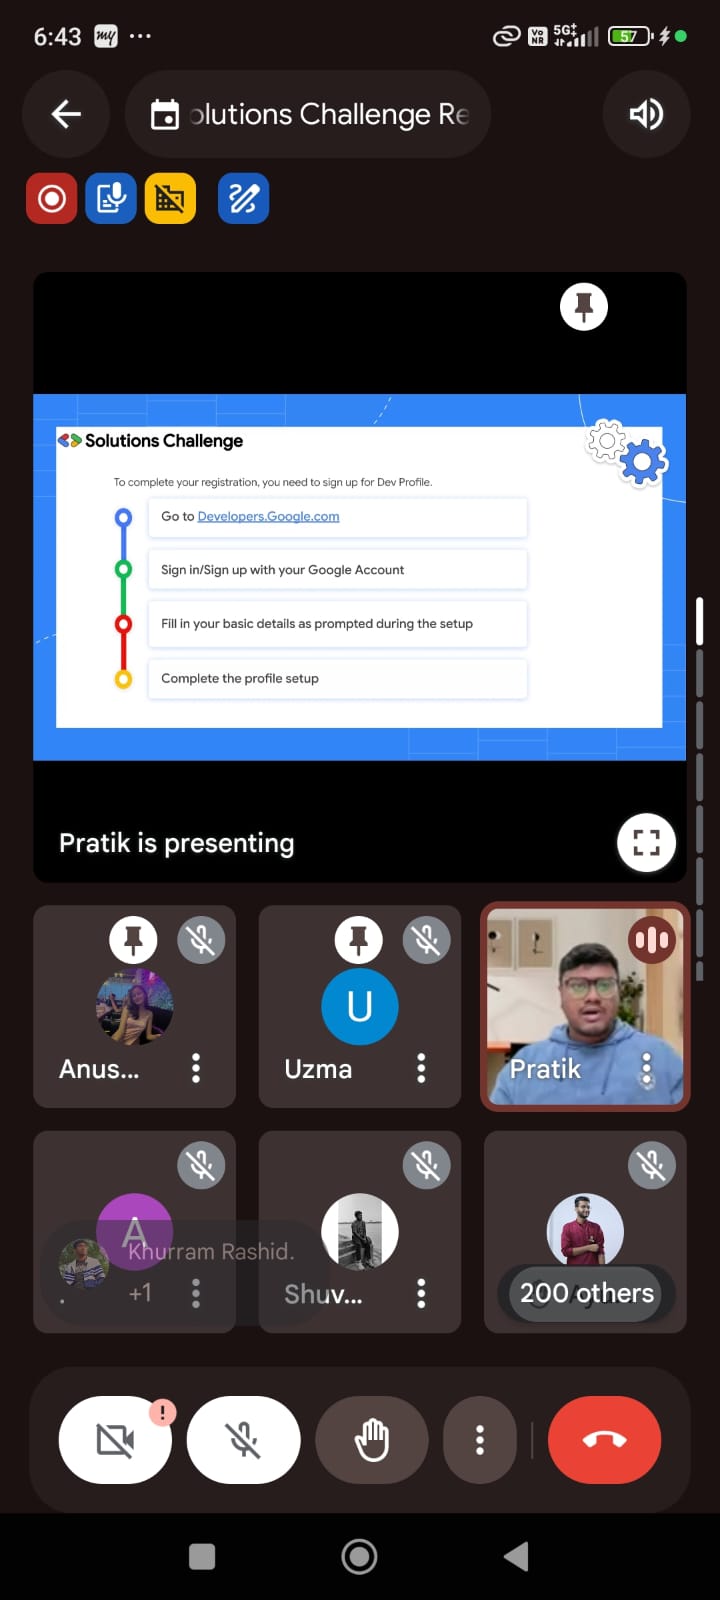 6:43
my
Vo
NR
5G+
57
olutions Challenge Re
Solutions Challenge
To complete your registration, you need to sign up for Dev Profile.
Go to Developers.Google.com
Sign in/Sign up with your Google Account
Fill in your basic details as prompted during the setup
Complete the profile setup
Pratik is presenting
Anus...
U
Uzma
Pratik
A
Khurram Rashid.
. +1
Shuv...
200 others